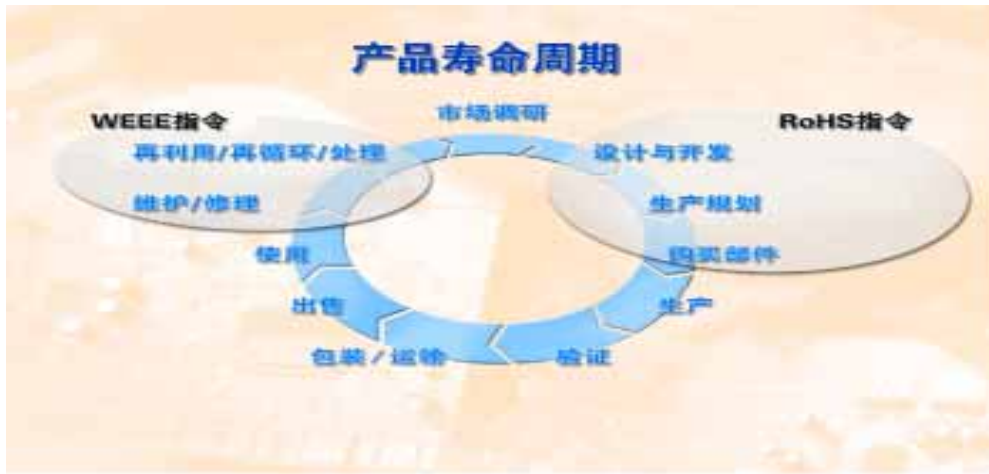 产品寿命周期
市场调研
WEEE指令
RoHS指令
再利用/再循环/处理
设计与开发
维护/修理
生产规划
使用
购买部件
出售
生产
包装/运输
验证